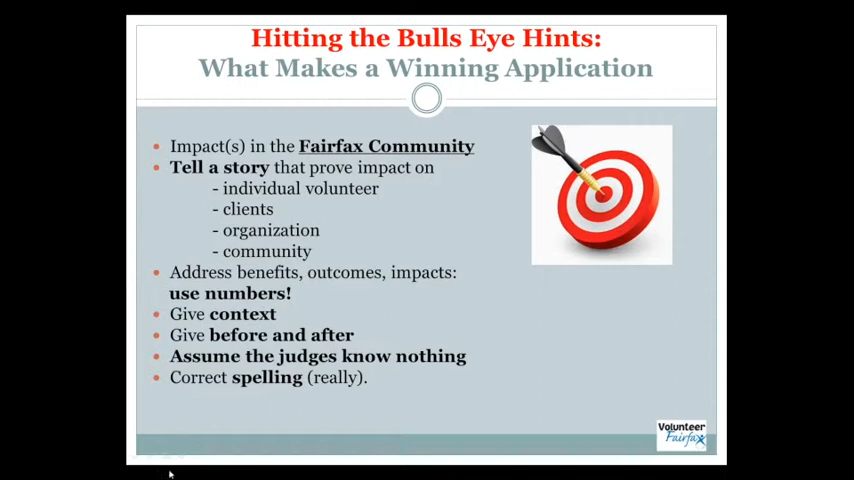 Hitting the Bulls Eye Hints:
What Makes a Winning Application
• Impact(s) in the Fairfax Community
• Tell a story that prove impact on
- individual volunteer
- clients
- organization
- community
• Address benefits, outcomes, impacts:
use numbers!
• Give context
• Give before and after
• Assume the judges know nothing
• Correct spelling (really).
Volunteer
Fairfax